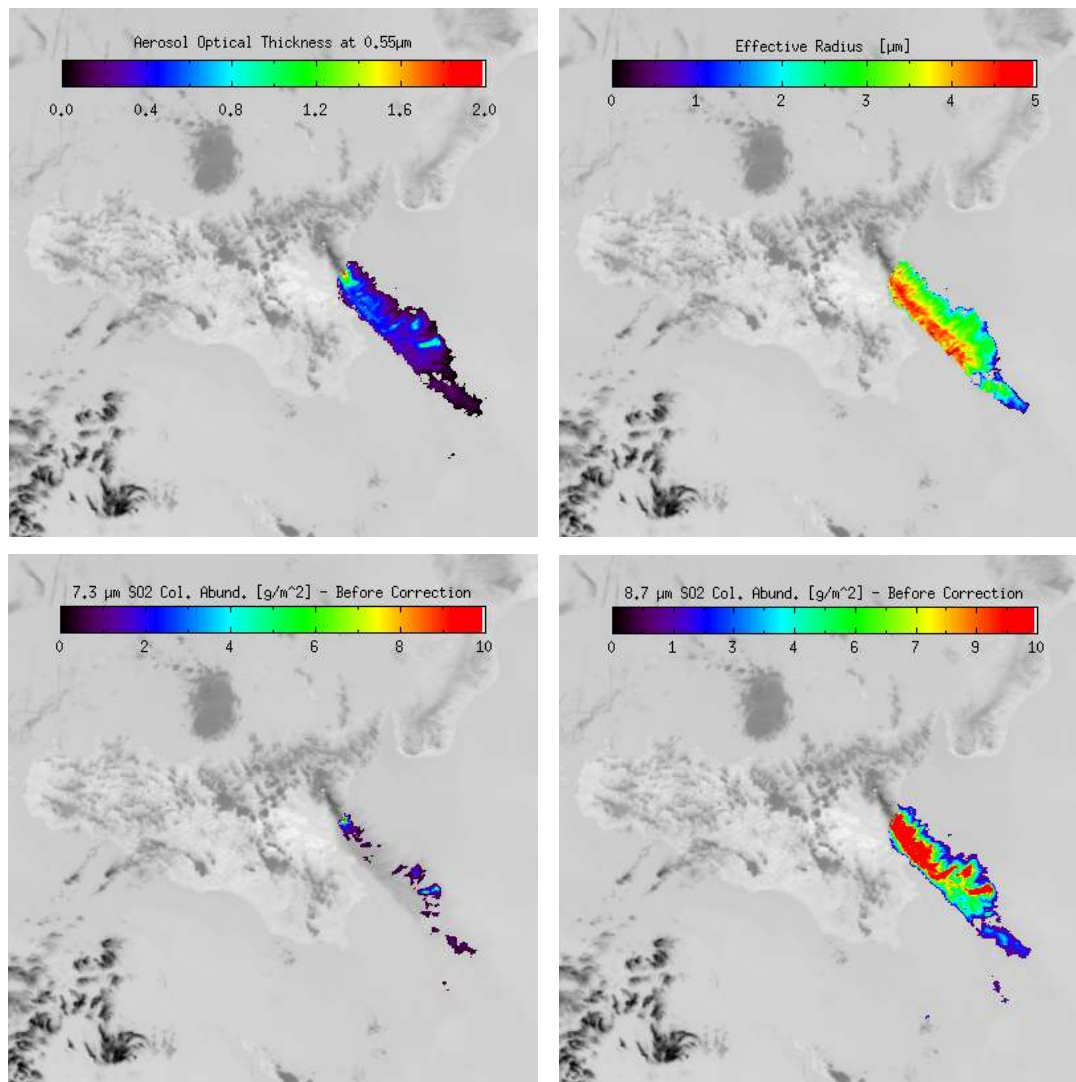 Aerosol Optical Thickness at 0.55μm
0.0 0.4 0.8 1.2 1.6 2.0
Effective Radius [μm]
0 1 2 3 4 5
7.3 μm SO2 Col. Abund. [g/m^2] - Before Correction
0 2 4 6 8 10
8.7 μm SO2 Col. Abund. [g/m^2] - Before Correction
0 1 3 4 6 7 9 10